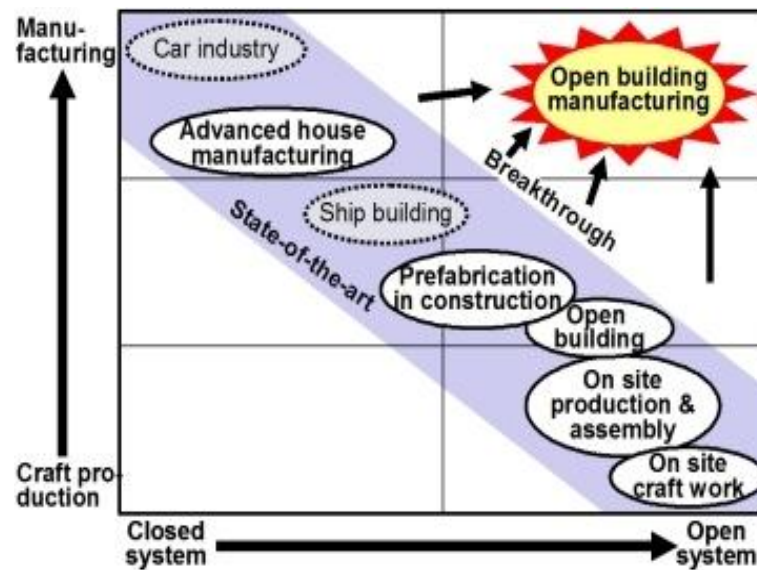 Manu-
facturing
Car industry
Open building
manufacturing
Advanced house
manufacturing
Breakthrough
Ship building
State-of-the-art
Prefabrication
in construction
Open
building
On site
production &
assembly
Craft pro
duction
On site
craft work
Closed
system
Open
system